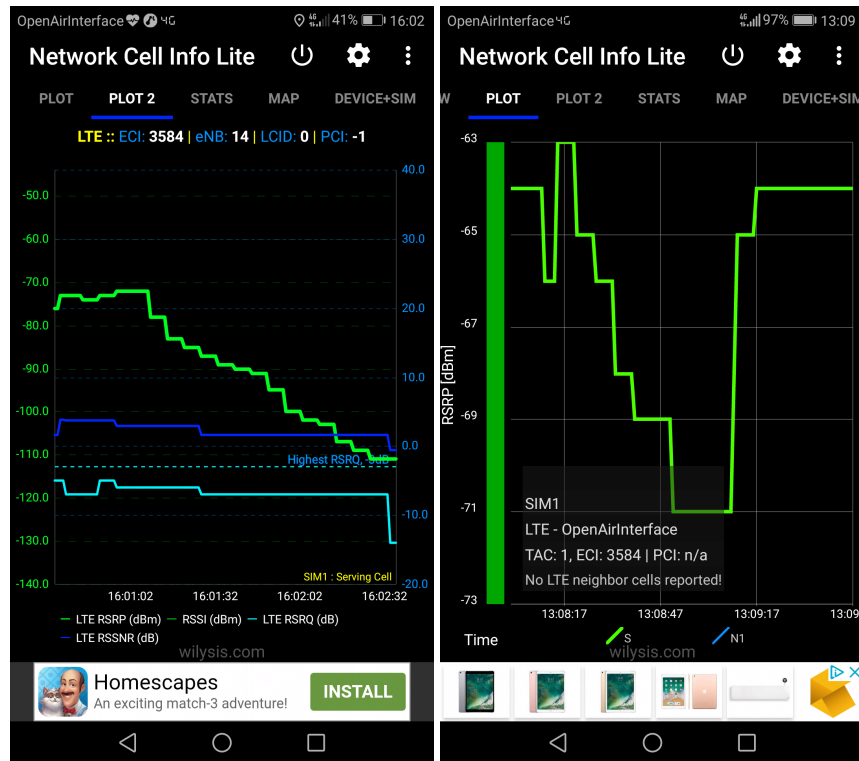 OpenAirInterface 4G 4G 41% 16:02
Network Cell Info Lite
PLOT PLOT 2 STATS MAP DEVICE+SIM
LTE :: ECI: 3584 | eNB: 14 | LCID: 0 | PCI: -1
40.0
-50.0
-60.0 30.0
-70.0
20.0
-80.0
-90.0
10.0
-100.0
0.0
-110.0
Highest RSRQ, -3dB
-120.0
-10.0
-130.0
SIM1 : Serving Cell
-140.0 -20.0
16:01:02 16:01:32 16:02:02 16:02:32
LTE RSRP (dBm) RSSI (dBm) LTE RSRQ (dB)
LTE RSSNR (dB)
wilysis.com
Homescapes
An exciting match-3 adventure!
INSTALL
OpenAirInterface 4G 4G 97% 13:09
Network Cell Info Lite
W PLOT PLOT 2 STATS MAP DEVICE+SIM
-63
-65
-67
RSRP [dBm]
-69
-71
-73
SIM1
LTE - OpenAirInterface
TAC: 1, ECI: 3584 | PCI: n/a
No LTE neighbor cells reported!
13:08:17 13:08:47 13:09:17 13:09
Time S N1
wilysis.com